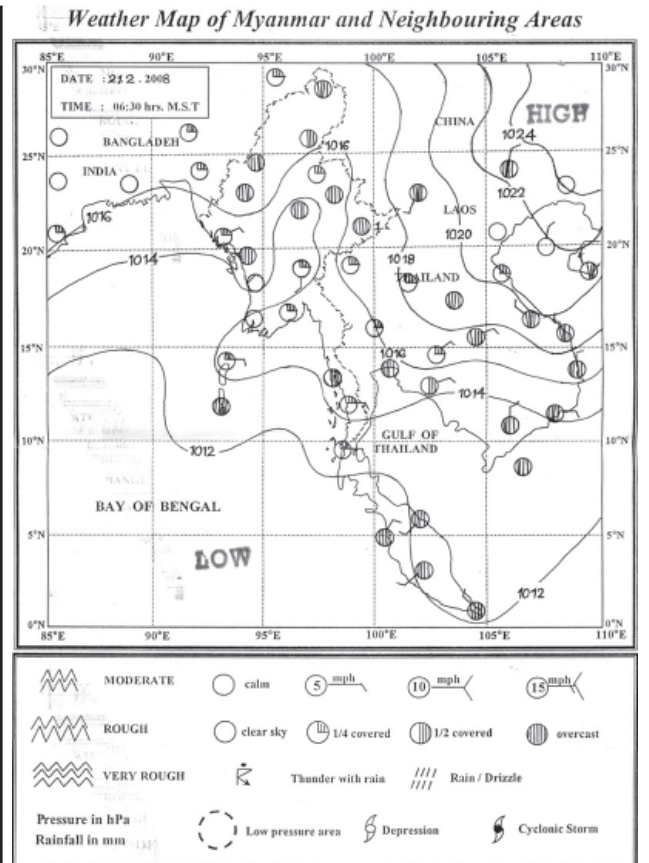 Weather Map of Myanmar and Neighbouring Areas
85°E 90°E 95°E 100°E 105°E 110°E
30°N 30°N
DATE : 212.2008
TIME : 06:30 hrs. M.S.T
CHINA
HIGH
1024
BANGLADEH
1016
25°N 25°N
INDIA
1022
LAOS
1016
1020
20°N 20°N
1014
1018
THAILAND
15°N 15°N
1016
1014
10°N 10°N
GULF OF
THAILAND
1012
BAY OF BENGAL
5°N 5°N
LOW
1012
0°N 0°N
85°E 90°E 95°E 100°E 105°E 110°E
MODERATE calm 5 mph 10 mph 15 mph
ROUGH clear sky 1/4 covered 1/2 covered overcast
VERY ROUGH Thunder with rain Rain / Drizzle
Pressure in hPa
Rainfall in mm
Low pressure area Depression Cyclonic Storm